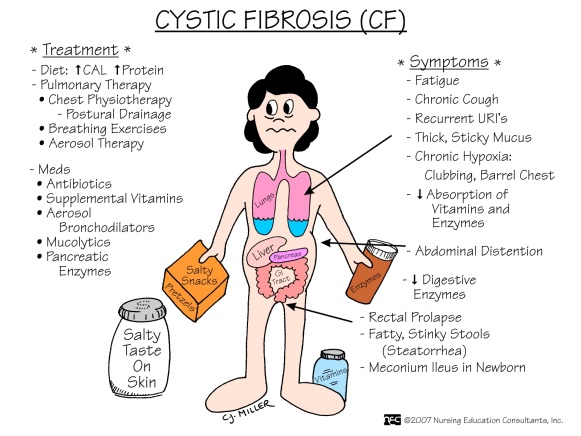 CYSTIC FIBROSIS (CF)
* Treatment *
- Diet: ↑CAL ↑Protein
- Pulmonary Therapy
• Chest Physiotherapy
- Postural Drainage
• Breathing Exercises
• Aerosol Therapy
- Meds
• Antibiotics
• Supplemental Vitamins
• Aerosol
Bronchodilators
• Mucolytics
• Pancreatic
Enzymes
* Symptoms *
- Fatigue
- Chronic Cough
- Recurrent URI's
- Thick, Sticky Mucus
- Chronic Hypoxia:
Clubbing, Barrel Chest
- ↓ Absorption of
Vitamins and
Enzymes
- Abdominal Distention
- ↓ Digestive
Enzymes
- Rectal Prolapse
- Fatty, Stinky Stools
(Steatorrhea)
- Meconium Ileus in Newborn
Lungs
Liver
Pancreas
GI
Tract
Salty
Snacks
Pretzels
Enzymes
Salty
Taste
On
Skin
Vitamins
C.J. MILLER
NEC ©2007 Nursing Education Consultants, Inc.